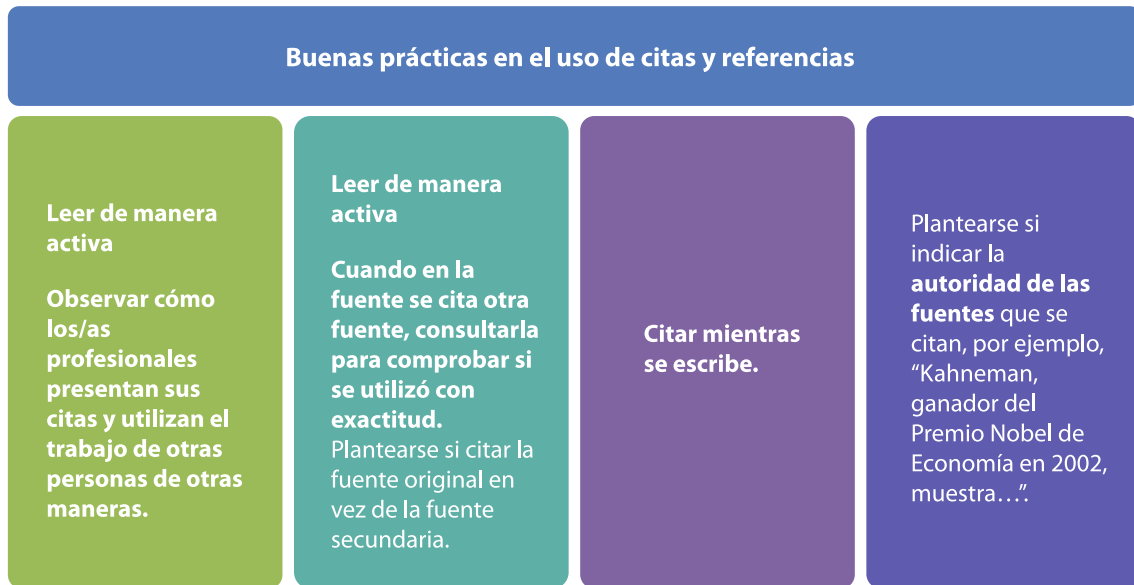 Buenas prácticas en el uso de citas y referencias
Leer de manera
activa
Observar cómo
los/as
profesionales
presentan sus
citas y utilizan el
trabajo de otras
personas de otras
maneras.
Leer de manera
activa
Cuando en la
fuente se cita otra
fuente, consultarla
para comprobar si
se utilizó con
exactitud.
Plantearse si citar la
fuente original en
vez de la fuente
secundaria.
Citar mientras
se escribe.
Plantearse si
indicar la
autoridad de las
fuentes que se
citan, por ejemplo,
“Kahneman,
ganador del
Premio Nobel de
Economía en 2002,
muestra…”.